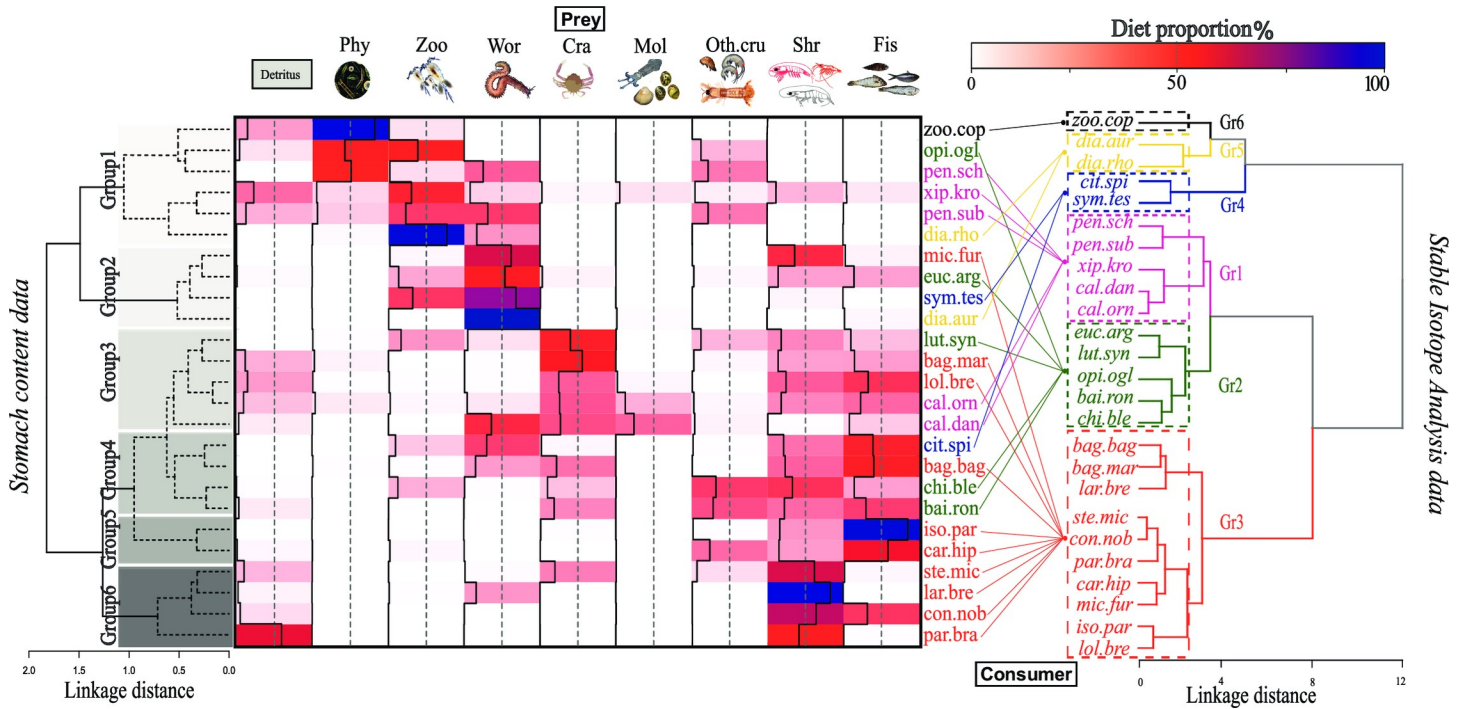 Prey
Diet proportion%
Detritus
Phy
Zoo
Wor
Cra
Mol
Oth.cru
Shr
Fis
0
50
100
Stomach content data
Group1
Group2
Group3
Group4
Group5
Group6
2.0
1.0
0.5
0.0
Linkage distance
zoo.cop
opi.ogl
pen.sch
xip.kro
pen.sub
dia.rho
mic.fur
euc.arg
sym.tes
dia.aur
lut.syn
bag.mar
lol.bre
cal.orn
cal.dan
cit.spi
bag.bag
chi.ble
bai.ron
iso.par
car.hip
ste.mic
lar.bre
con.nob
par.bra
zoo.cop
dia.aur
dia.rho
cit.spi
sym.tes
pen.sch
pen.sub
xip.kro
cal.dan
cal.orn
euc.arg
lut.syn
opi.ogl
bai.ron
chi.ble
bag.bag
bag.mar
lar.bre
ste.mic
con.nob
par.bra
car.hip
mic.fur
iso.par
lol.bre
Gr6
Gr5
Gr4
Gr1
Gr2
Gr3
Stable Isotope Analysis data
Consumer
0
4
8
12
Linkage distance